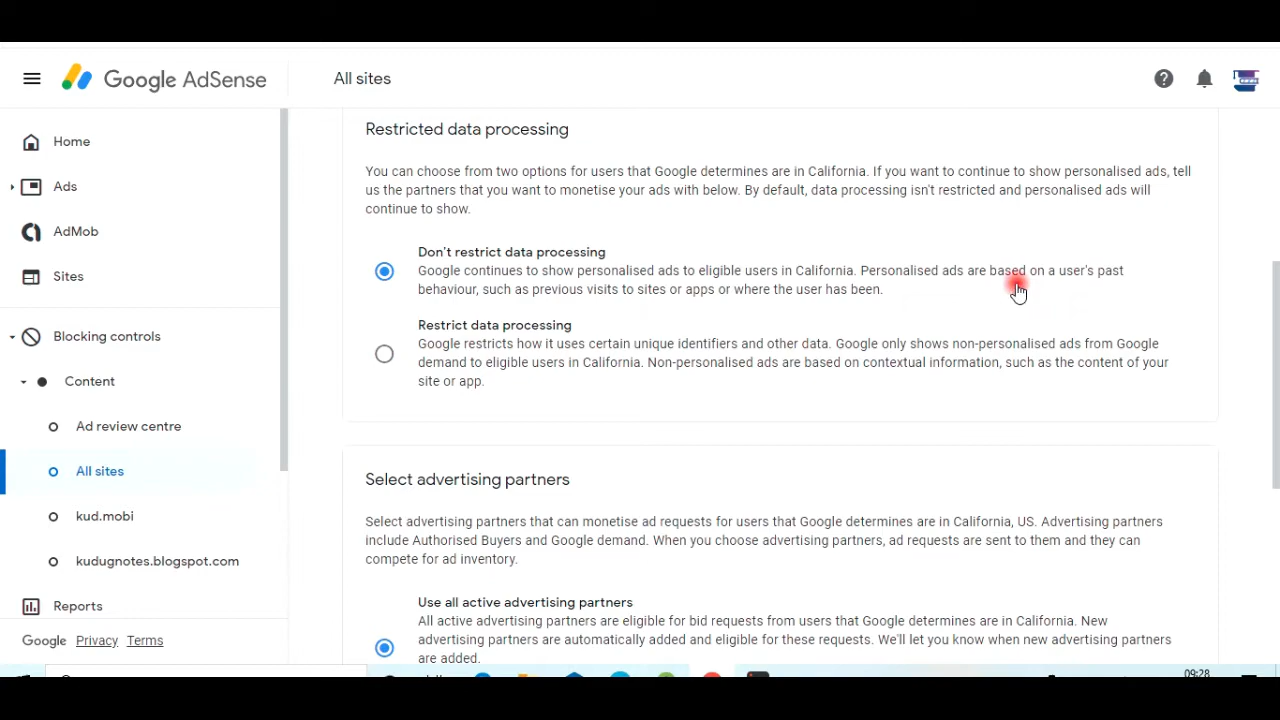 Google AdSense
All sites
Home
Ads
AdMob
Sites
Blocking controls
Content
Ad review centre
All sites
kud.mobi
kudugnotes.blogspot.com
Reports
Google Privacy Terms
Restricted data processing
You can choose from two options for users that Google determines are in California. If you want to continue to show personalised ads, tell
us the partners that you want to monetise your ads with below. By default, data processing isn't restricted and personalised ads will
continue to show.
Don't restrict data processing
Google continues to show personalised ads to eligible users in California. Personalised ads are based on a user's past
behaviour, such as previous visits to sites or apps or where the user has been.
Restrict data processing
Google restricts how it uses certain unique identifiers and other data. Google only shows non-personalised ads from Google
demand to eligible users in California. Non-personalised ads are based on contextual information, such as the content of your
site or app.
Select advertising partners
Select advertising partners that can monetise ad requests for users that Google determines are in California, US. Advertising partners
include Authorised Buyers and Google demand. When you choose advertising partners, ad requests are sent to them and they can
compete for ad inventory.
Use all active advertising partners
All active advertising partners are eligible for bid requests from users that Google determines are in California. New
advertising partners are automatically added and eligible for these requests. We'll let you know when new advertising partners
are added.
09:28